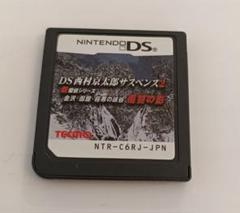 NINTENDO DS
DS西村京太郎サスペンス2
新探偵シリーズ
金沢・函館・極寒の峡谷 復讐の影
TECMO
NTR-C6RJ-JPN